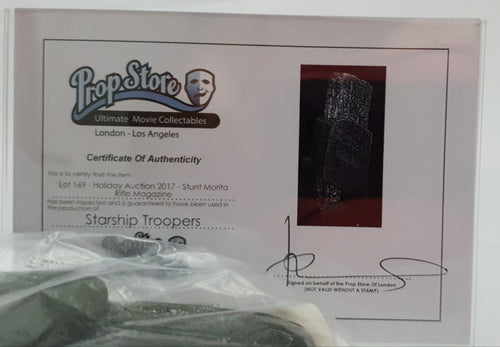 Prop Store
Ultimate Movie Collectables
London - Los Angeles
Certificate Of Authenticity
This is to certify that the item
Lot 169 - Holiday Auction 2017 - Stunt Morita
Rifle Magazine
has been inspected and is guaranteed to have been used in
the production of
Starship Troopers
Prop Store
Signed on behalf of the Prop Store Of London
(NOT VALID WITHOUT A STAMP)